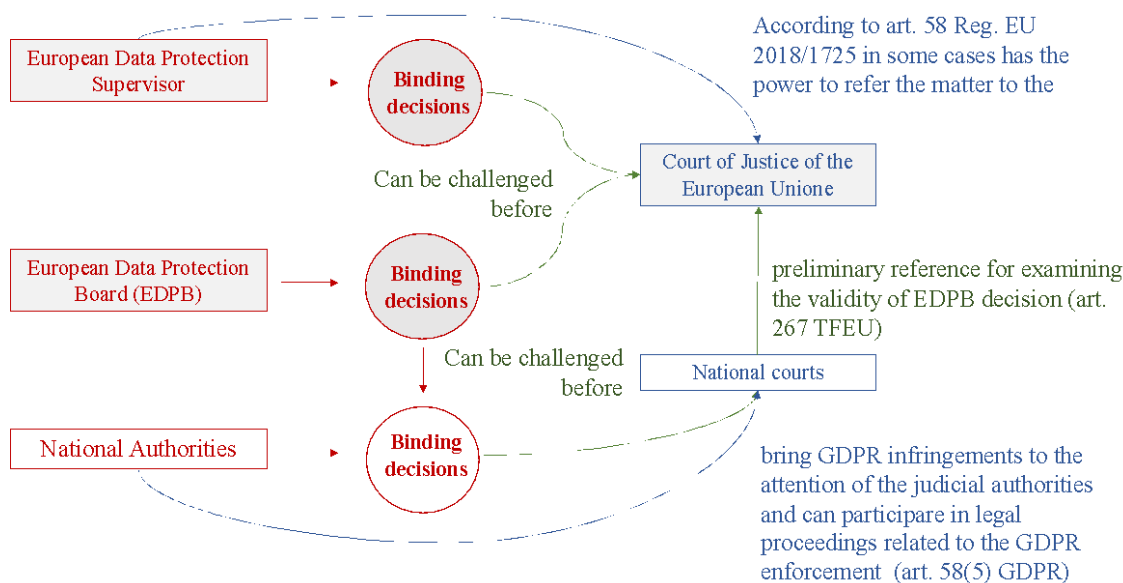 According to art. 58 Reg. EU
2018/1725 in some cases has the
power to refer the matter to the
European Data Protection
Supervisor
Binding
decisions
Court of Justice of the
European Unione
Can be challenged
before
European Data Protection
Board (EDPB)
Binding
decisions
preliminary reference for examining
the validity of EDPB decision (art.
267 TFEU)
Can be challenged
before
National courts
National Authorities
Binding
decisions
bring GDPR infringements to the
attention of the judicial authorities
and can participare in legal
proceedings related to the GDPR
enforcement (art. 58(5) GDPR)